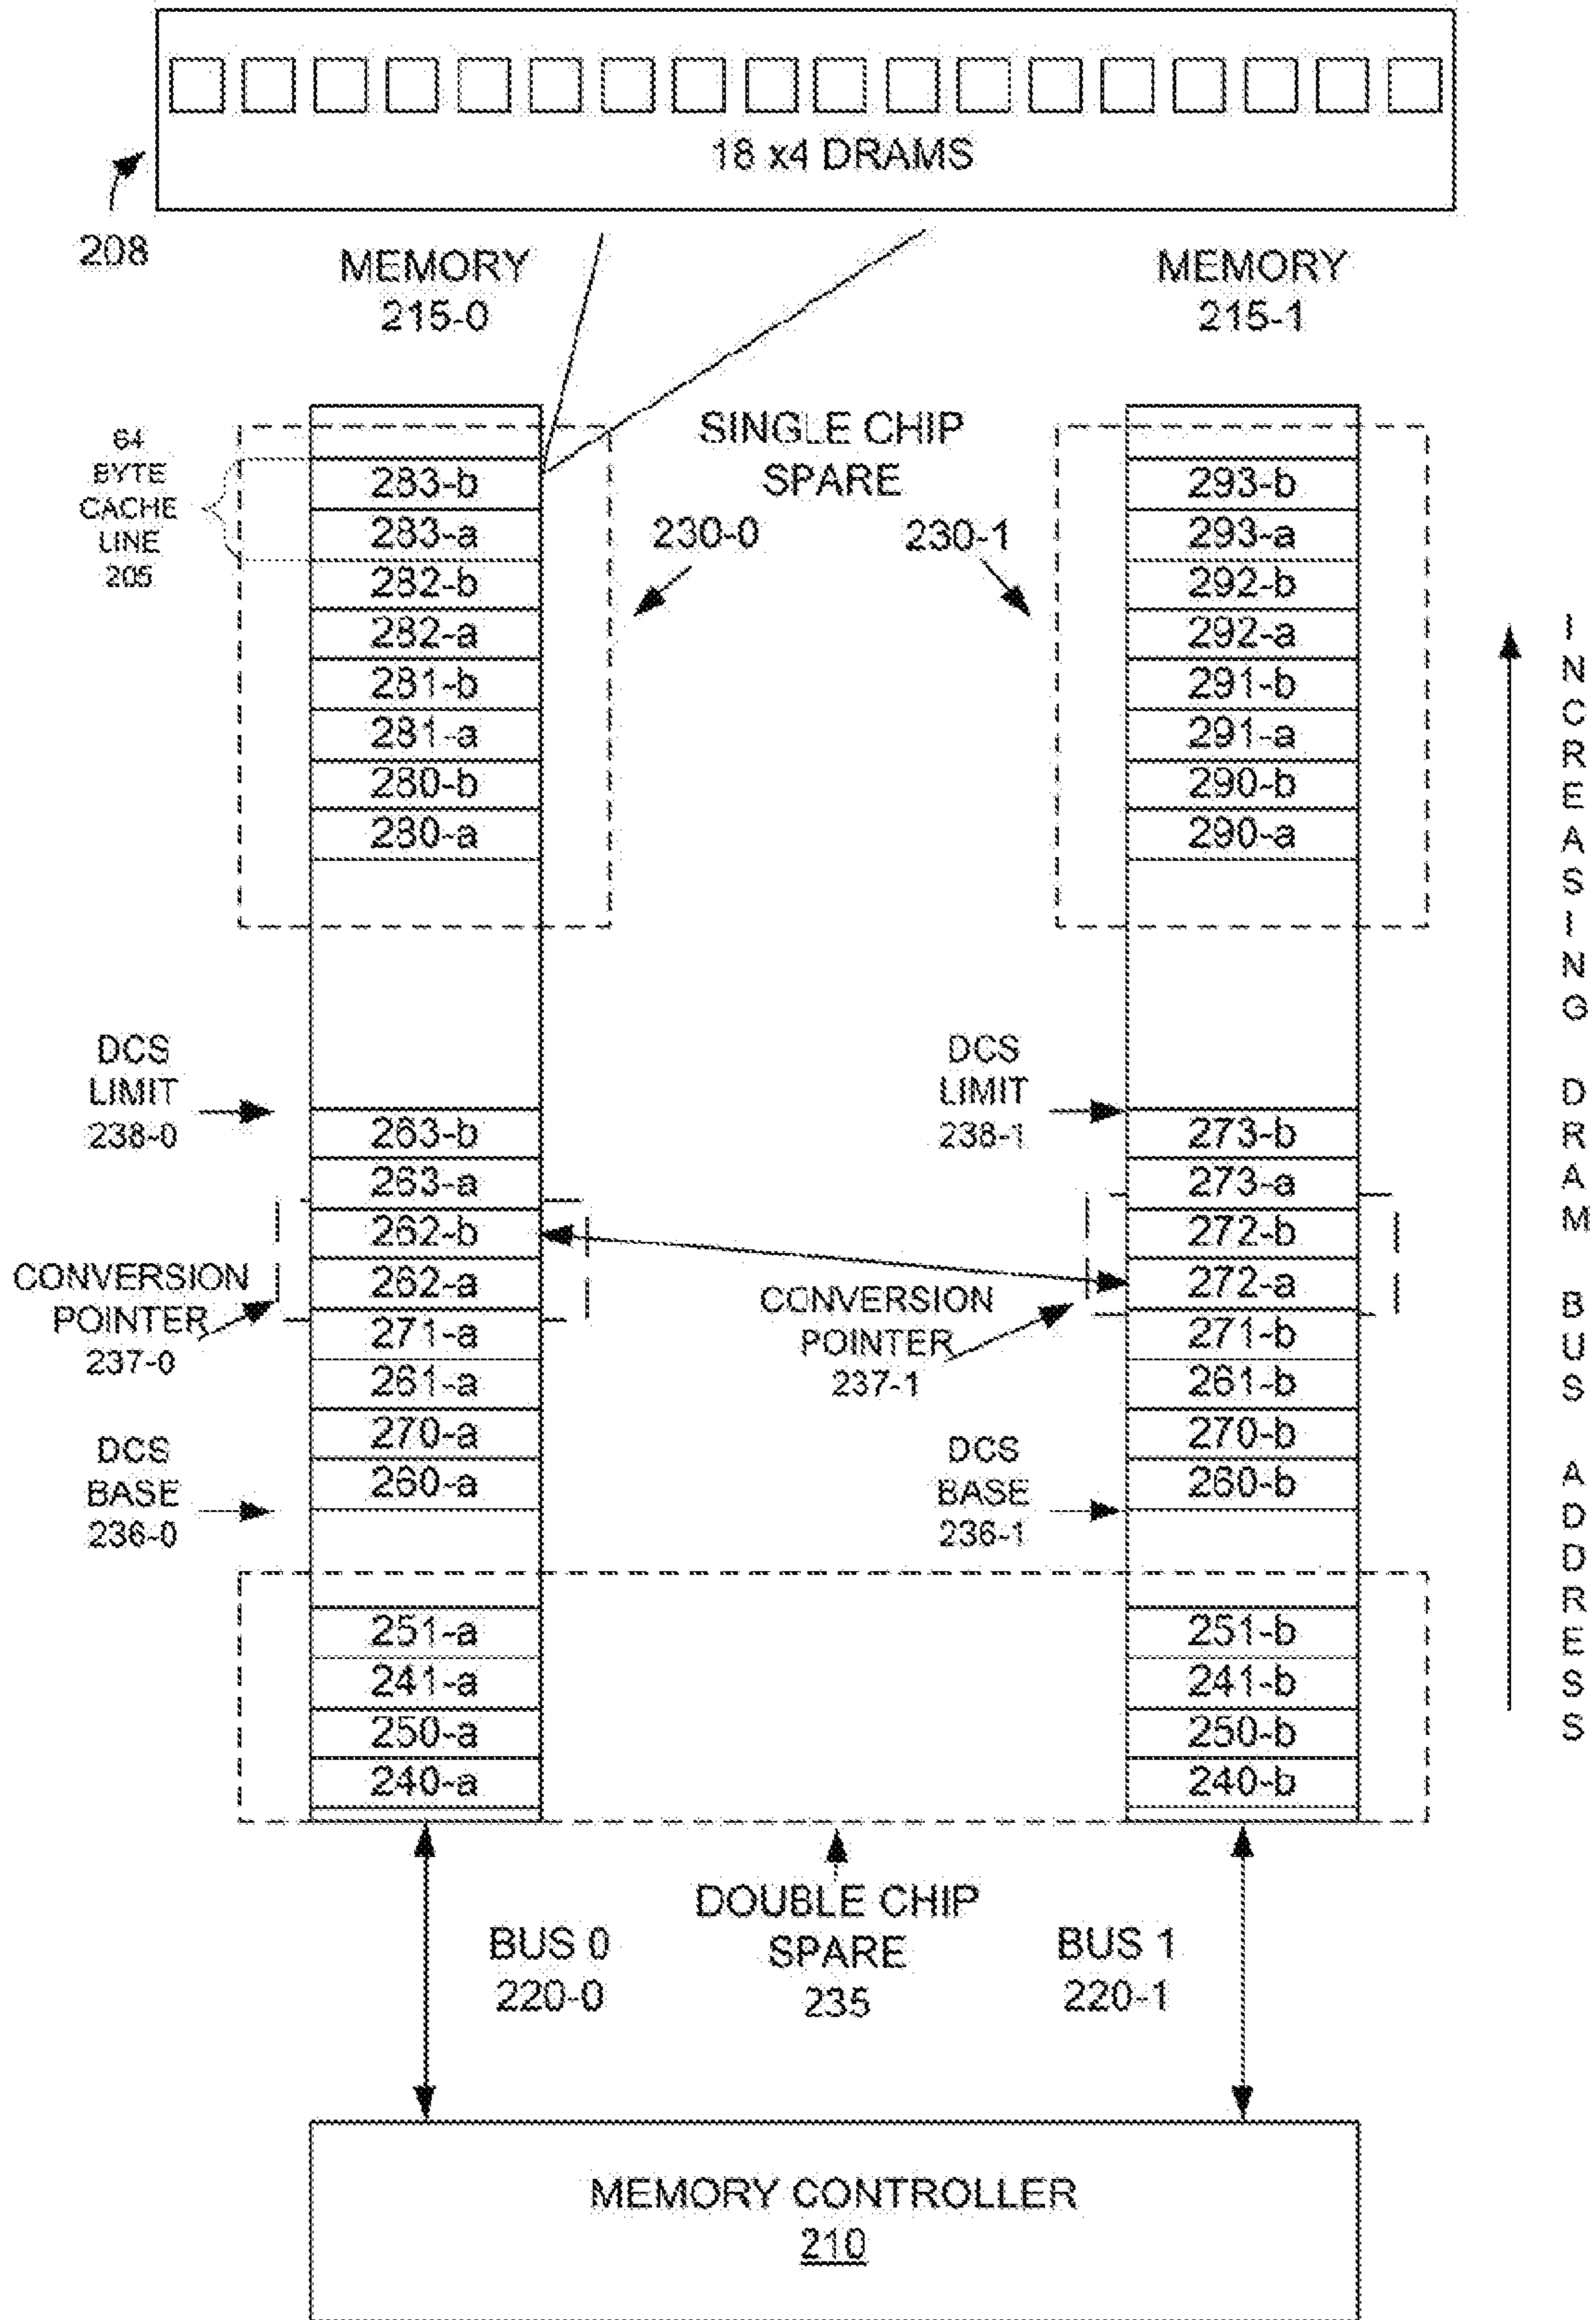 18 x4 DRAMS
208
MEMORY
215-0
MEMORY
215-1
64
BYTE
CACHE
LINE
205
SINGLE CHIP
SPARE
230-0
230-1
283-b
283-a
282-b
282-a
281-b
281-a
280-b
280-a
293-b
293-a
292-b
292-a
291-b
291-a
290-b
290-a
DCS
LIMIT
238-0
DCS
LIMIT
238-1
263-b
263-a
262-b
262-a
271-a
261-a
270-a
260-a
273-b
273-a
272-b
272-a
271-b
261-b
270-b
260-b
CONVERSION
POINTER
237-0
CONVERSION
POINTER
237-1
DCS
BASE
236-0
DCS
BASE
236-1
251-a
241-a
250-a
240-a
251-b
241-b
250-b
240-b
INCREASING DRAM BUS ADDRESS
BUS 0
220-0
DOUBLE CHIP
SPARE
235
BUS 1
220-1
MEMORY CONTROLLER
210